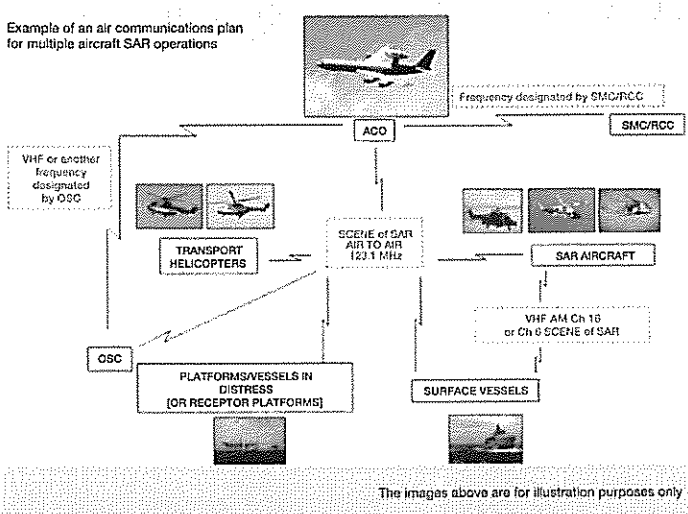 Example of an air communications plan
for multiple aircraft SAR operations
Frequency designated by SMC/RCC
ACO
SMC/RCC
VHF or another
frequency
designated
by OSC
SCENE of SAR
AIR TO AIR
123.1 MHz
TRANSPORT
HELICOPTERS
SAR AIRCRAFT
VHF AM Ch 16
or Ch 6 SCENE of SAR
OSC
PLATFORMS/VESSELS IN
DISTRESS
[OR RECEPTOR PLATFORMS]
SURFACE VESSELS
The images above are for illustration purposes only